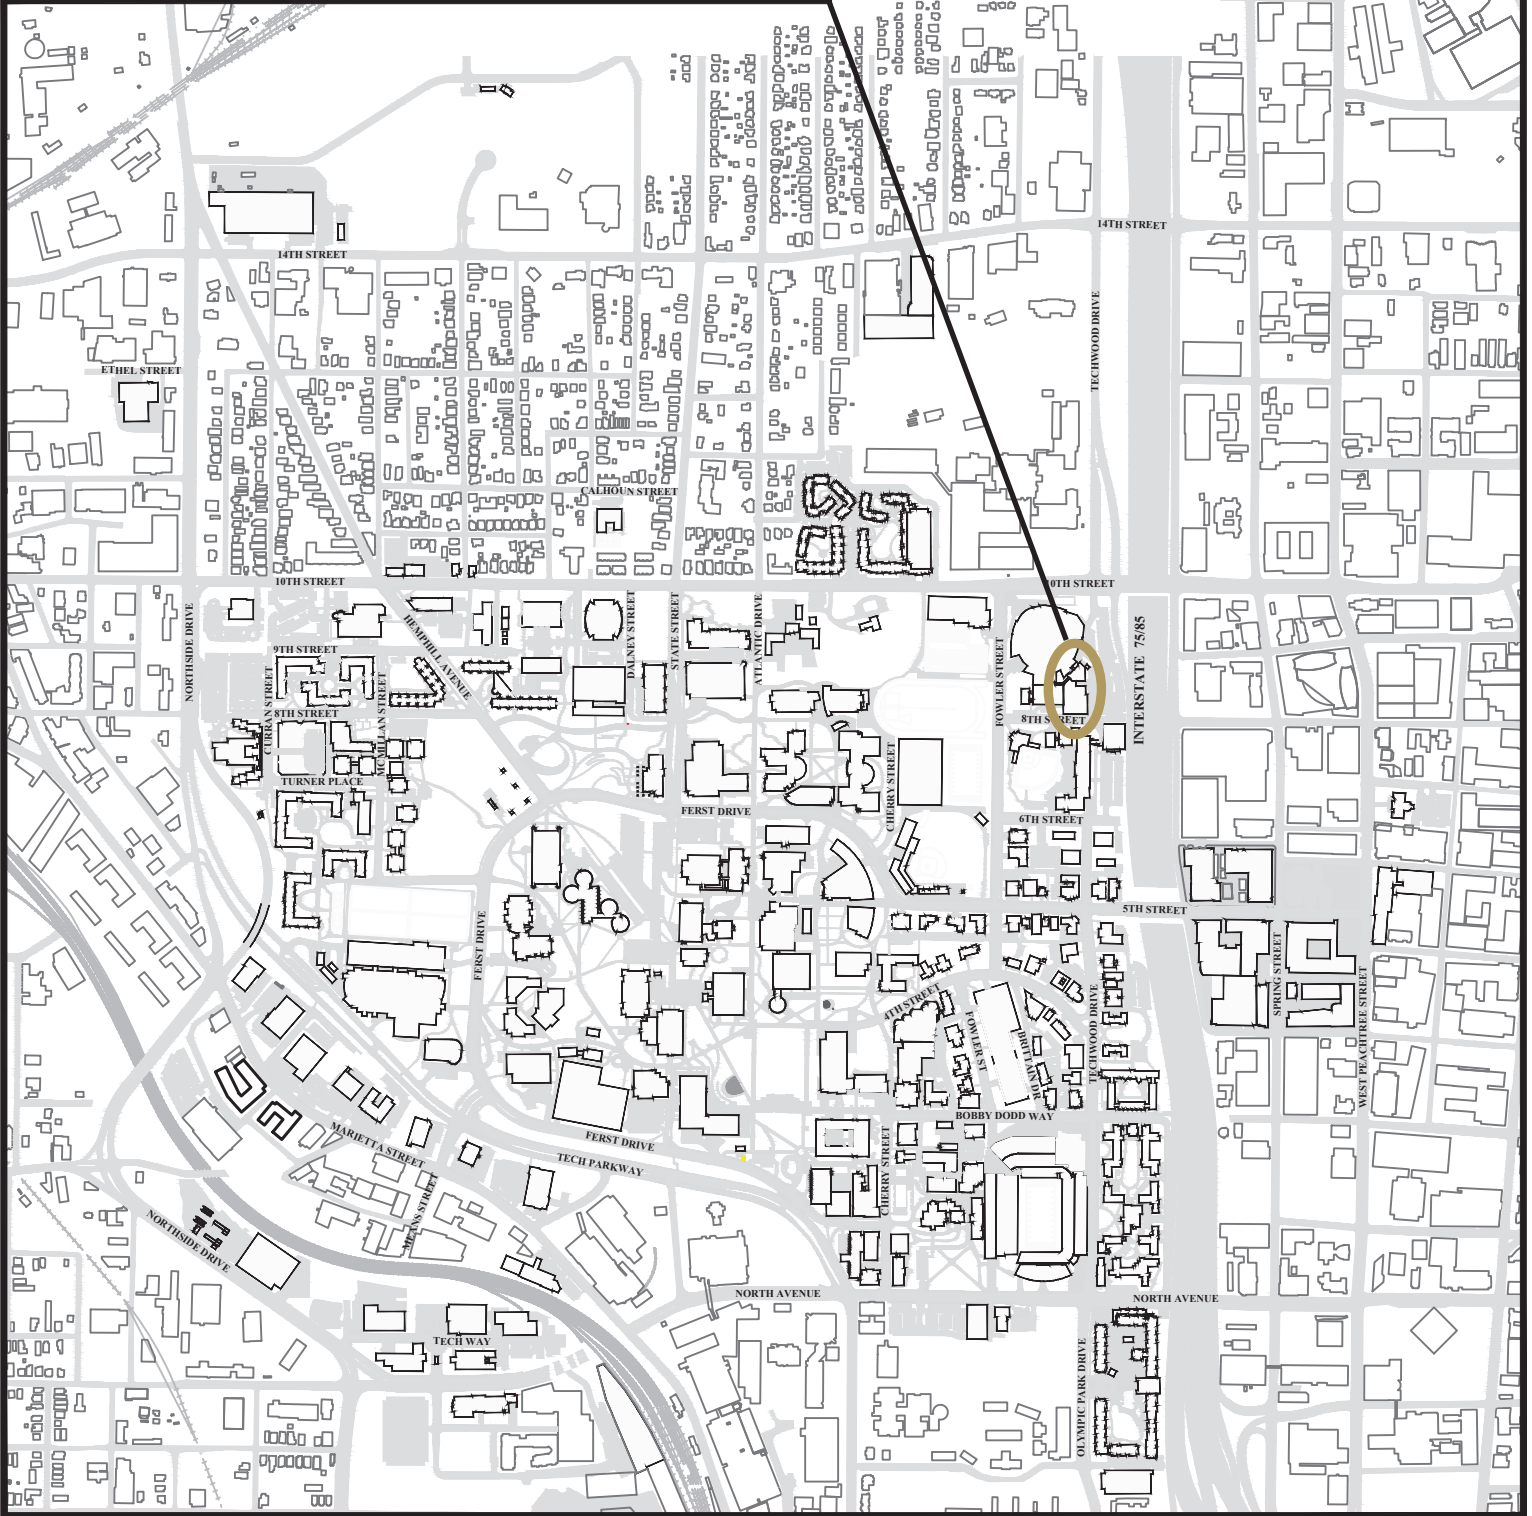 14TH STREET
14TH STREET
TECHWOOD DRIVE
ETHEL STREET
CALHOUN STREET
10TH STREET
10TH STREET
NORTHSIDE DRIVE
HEMPHILL AVENUE
DALNEY STREET
STATE STREET
ATLANTIC DRIVE
FOWLER STREET
INTERSTATE 75/85
9TH STREET
CURRAN STREET
8TH STREET
MCMILLAN STREET
8TH STREET
TURNER PLACE
CHERRY STREET
FERST DRIVE
6TH STREET
5TH STREET
FERST DRIVE
SPRING STREET
WEST PEACHTREE STREET
4TH STREET
FOWLER ST
BRITTAIN DR
TECHWOOD DRIVE
BOBBY DODD WAY
MARIETTA STREET
FERST DRIVE
TECH PARKWAY
CHERRY STREET
MEANS STREET
NORTHSIDE DRIVE
NORTH AVENUE
NORTH AVENUE
TECH WAY
OLYMPIC PARK DRIVE